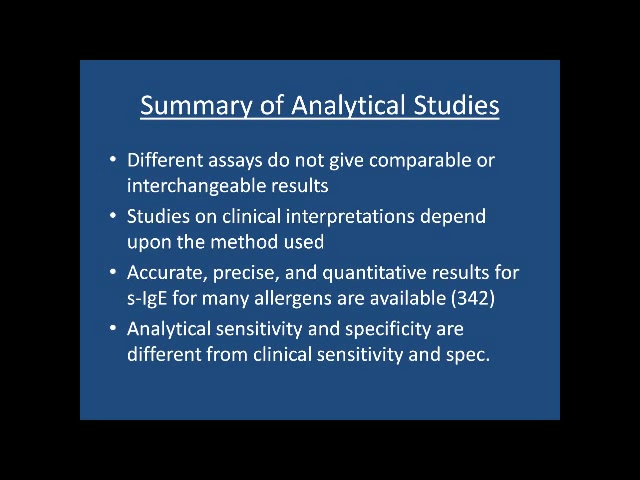 Summary of Analytical Studies
• Different assays do not give comparable or
interchangeable results
• Studies on clinical interpretations depend
upon the method used
• Accurate, precise, and quantitative results for
s-IgE for many allergens are available (342)
• Analytical sensitivity and specificity are
different from clinical sensitivity and spec.